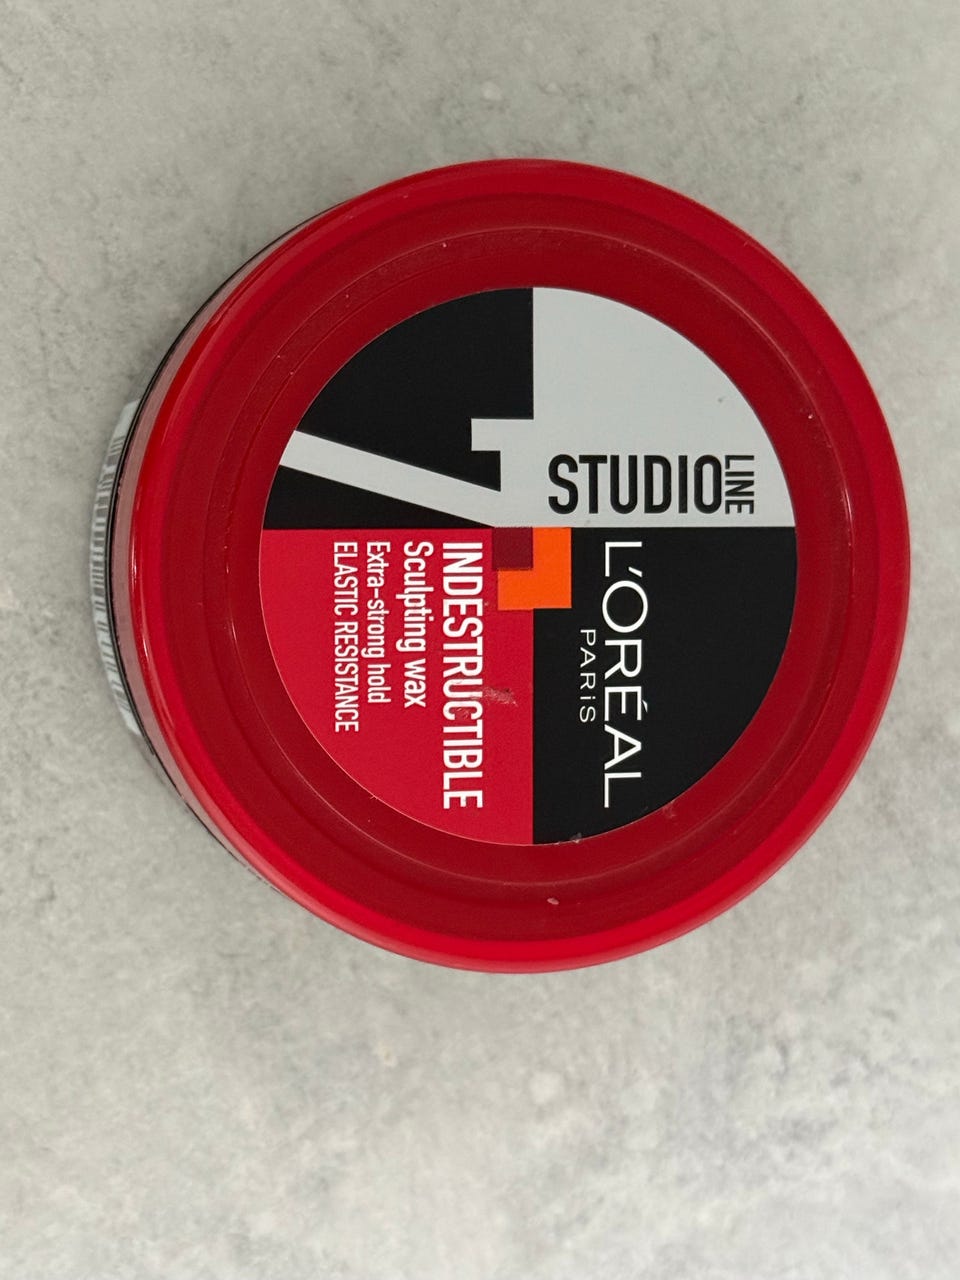 STUDIO
LINE
L'ORÉAL
PARIS
INDESTRUCTIBLE
Sculpting wax
Extra-strong hold
ELASTIC RESISTANCE